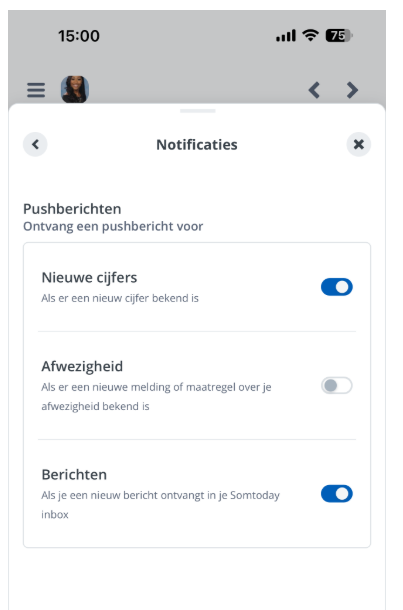 15:00
75
Notificaties
Pushberichten
Ontvang een pushbericht voor
Nieuwe cijfers
Als er een nieuw cijfer bekend is
Afwezigheid
Als er een nieuwe melding of maatregel over je
afwezigheid bekend is
Berichten
Als je een nieuw bericht ontvangt in je Somtoday
inbox